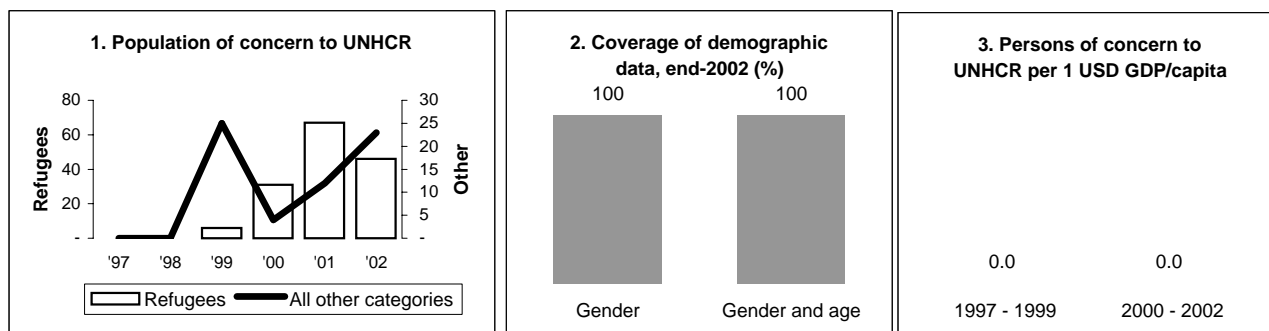 1. Population of concern to UNHCR
Refugees
80
60
40
20
-
30
25
20
15
10
5
-
Other
'97 '98 '99 '00 '01 '02
Refugees All other categories
2. Coverage of demographic
data, end-2002 (%)
100 100
Gender Gender and age
3. Persons of concern to
UNHCR per 1 USD GDP/capita
0.0 0.0
1997 - 1999 2000 - 2002